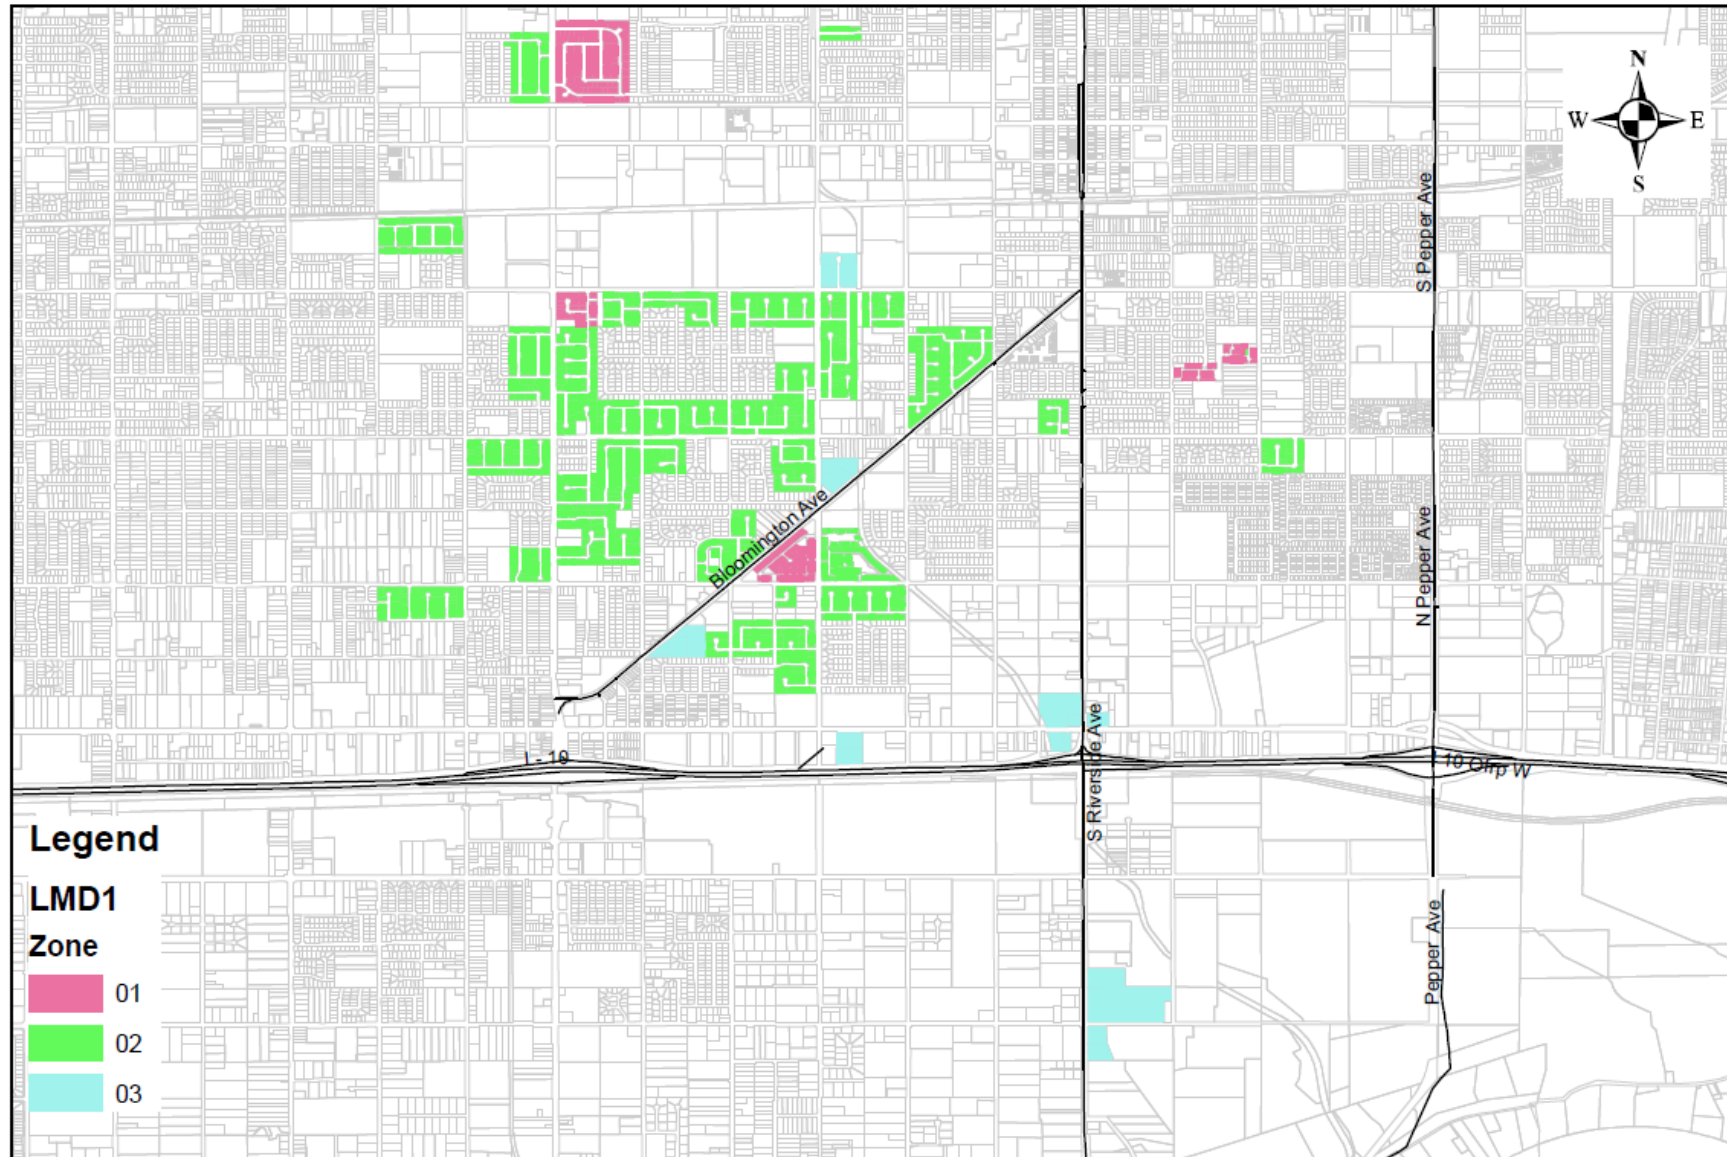 N
W
E
S
S Pepper Ave
Bloomington Ave
N Pepper Ave
S Riverside Ave
I - 10
I 10 Ofrp W
Pepper Ave
Legend
LMD1
Zone
01
02
03